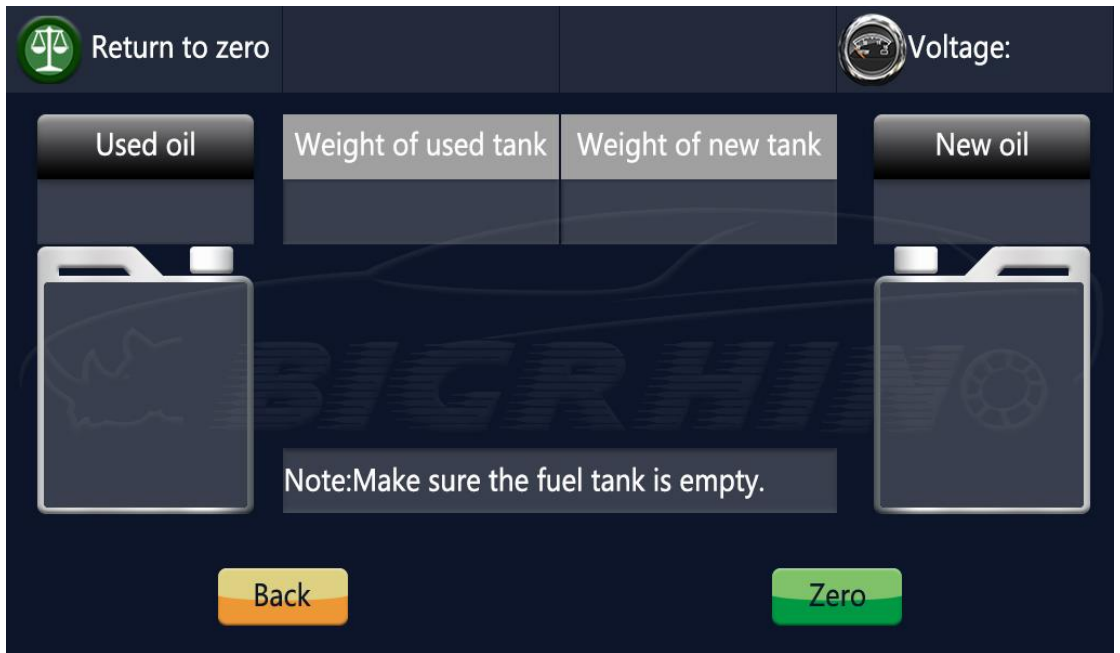 Return to zero
Voltage:
Used oil
Weight of used tank
Weight of new tank
New oil
BIGRHINO
Note:Make sure the fuel tank is empty.
Back
Zero